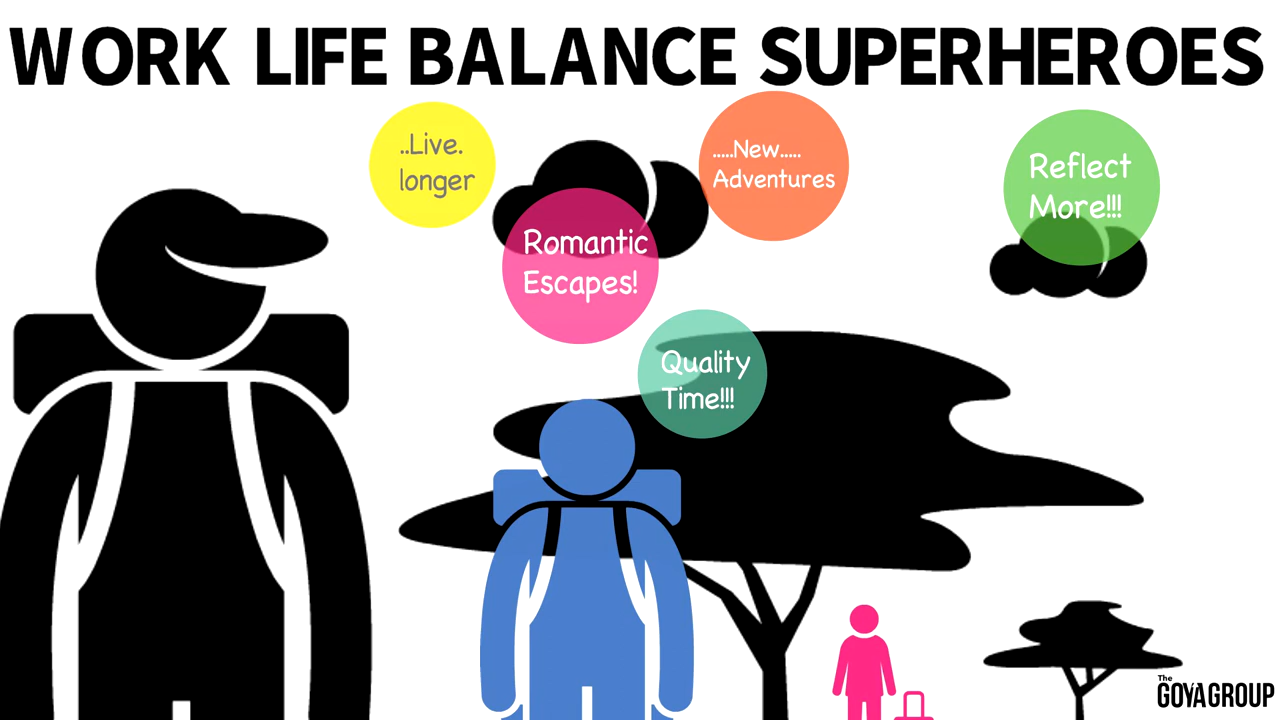 WORK LIFE BALANCE SUPERHEROES
..Live.
longer
.....New.....
Adventures
Reflect
More!!!
Romantic
Escapes!
Quality
Time!!!
The
GOYA GROUP